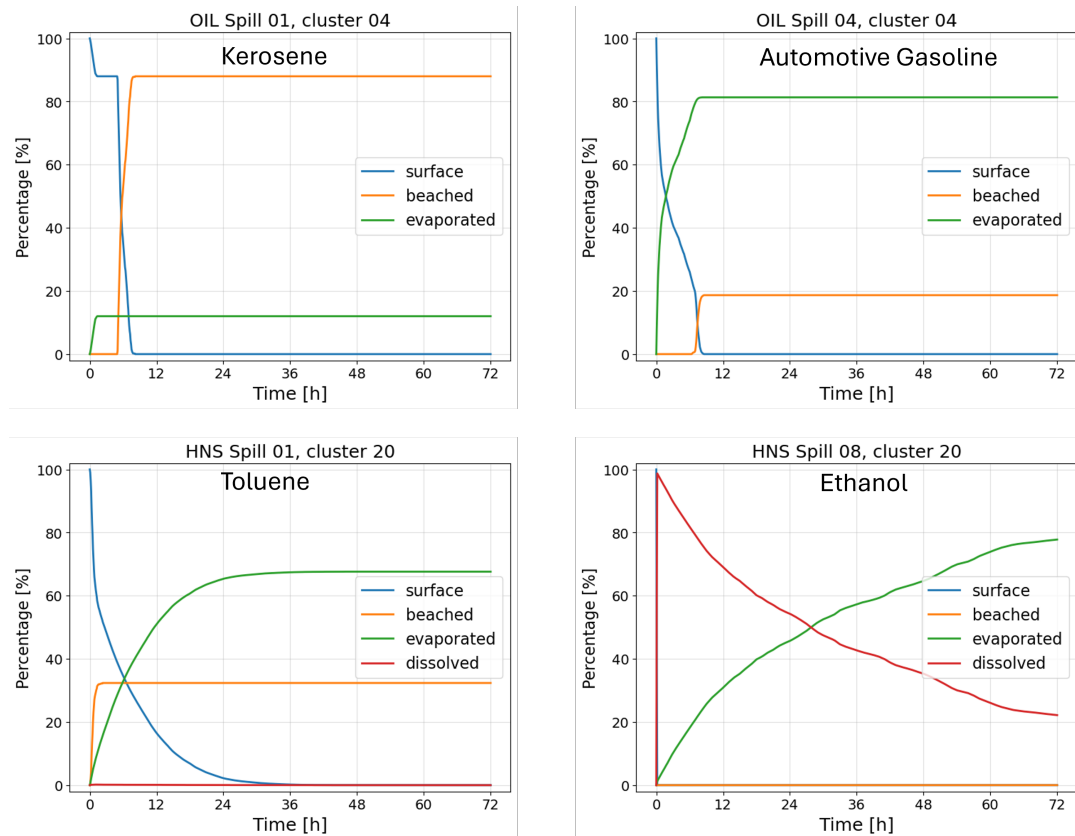 OIL Spill 01, cluster 04
Kerosene
Percentage [%]
100
80
60
40
20
0
surface
beached
evaporated
0 12 24 36 48 60 72
Time [h]
OIL Spill 04, cluster 04
Automotive Gasoline
Percentage [%]
100
80
60
40
20
0
surface
beached
evaporated
0 12 24 36 48 60 72
Time [h]
HNS Spill 01, cluster 20
Toluene
Percentage [%]
100
80
60
40
20
0
surface
beached
evaporated
dissolved
0 12 24 36 48 60 72
Time [h]
HNS Spill 08, cluster 20
Ethanol
Percentage [%]
100
80
60
40
20
0
surface
beached
evaporated
dissolved
0 12 24 36 48 60 72
Time [h]